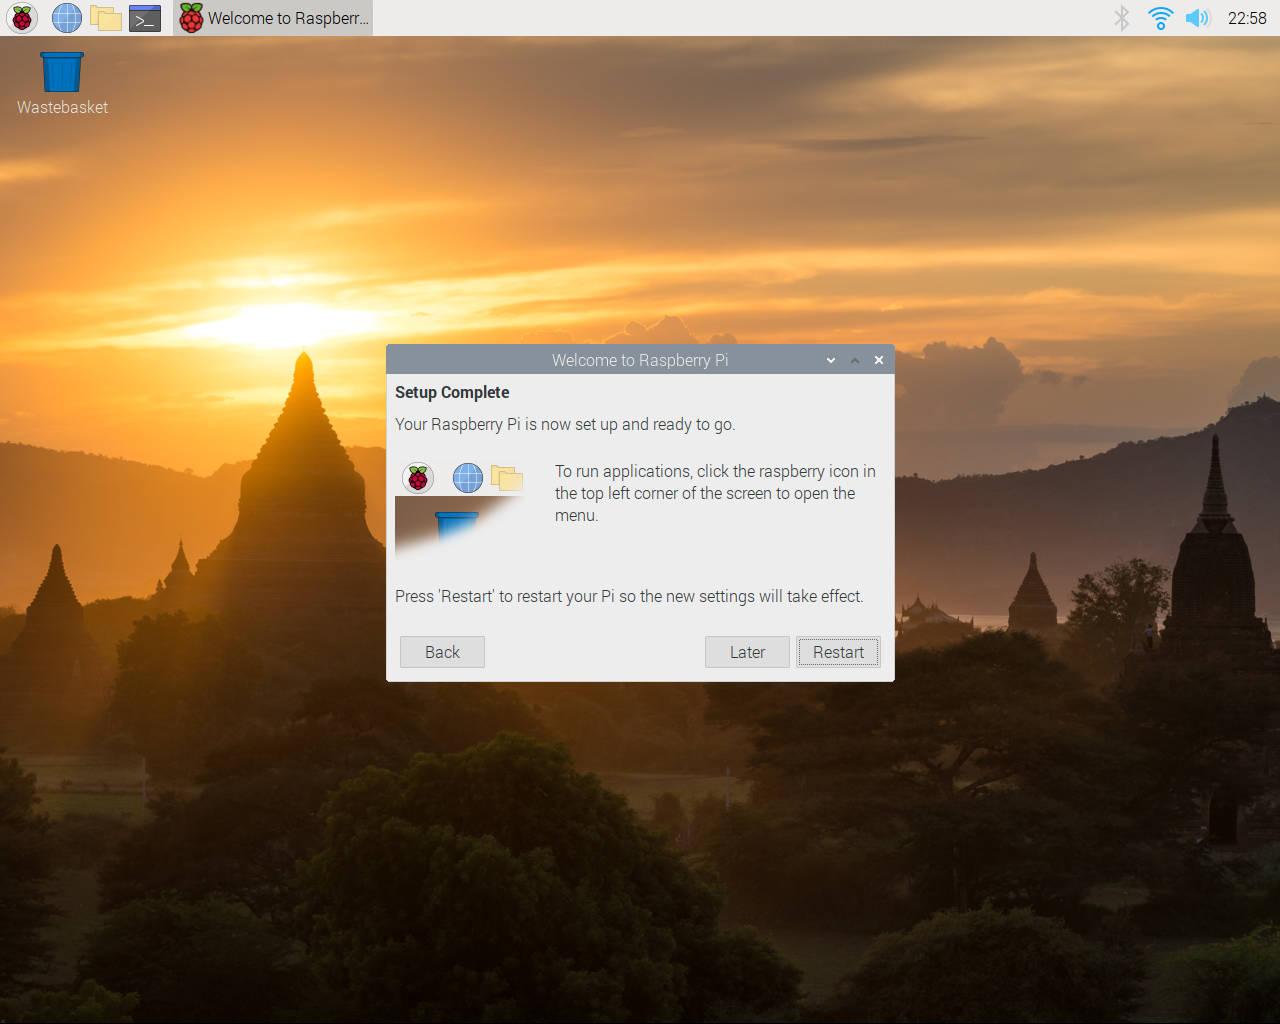 Welcome to Raspberr...
22:58
Wastebasket
Welcome to Raspberry Pi
Setup Complete
Your Raspberry Pi is now set up and ready to go.
To run applications, click the raspberry icon in
the top left corner of the screen to open the
menu.
Press 'Restart' to restart your Pi so the new settings will take effect.
Back
Later
Restart